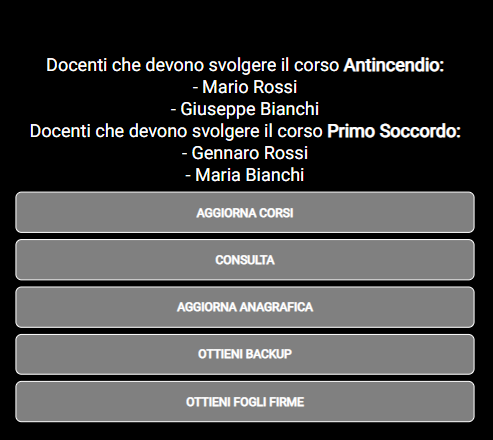 Docenti che devono svolgere il corso Antincendio:
- Mario Rossi
- Giuseppe Bianchi
Docenti che devono svolgere il corso Primo Soccordo:
- Gennaro Rossi
- Maria Bianchi
AGGIORNA CORSI
CONSULTA
AGGIORNA ANAGRAFICA
OTTIENI BACKUP
OTTIENI FOGLI FIRME